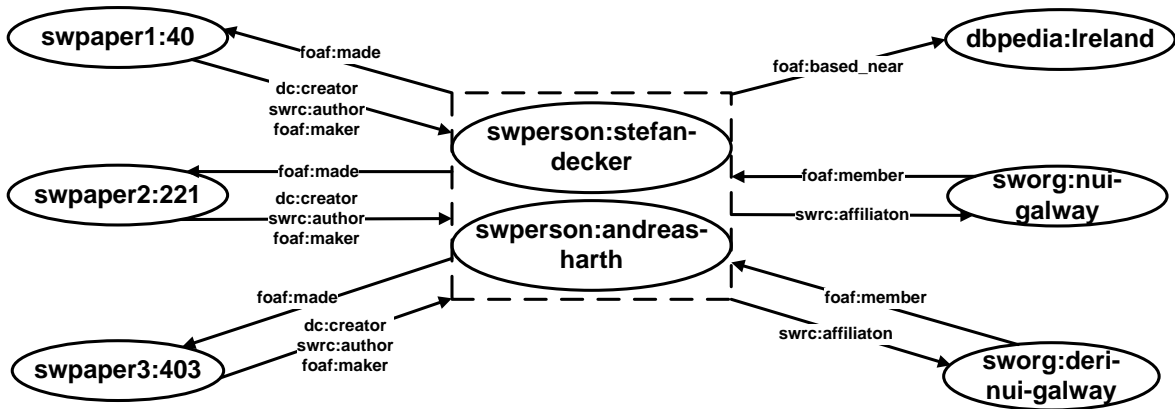 swpaper1:40
foaf:made
dc:creator
swrc:author
foaf:maker
swpaper2:221
foaf:made
dc:creator
swrc:author
foaf:maker
swpaper3:403
foaf:made
dc:creator
swrc:author
foaf:maker
swperson:stefan-
decker
swperson:andreas-
harth
dbpedia:Ireland
foaf:based_near
foaf:member
swrc:affiliaton
sworg:nui-
galway
foaf:member
swrc:affiliaton
sworg:deri-
nui-galway